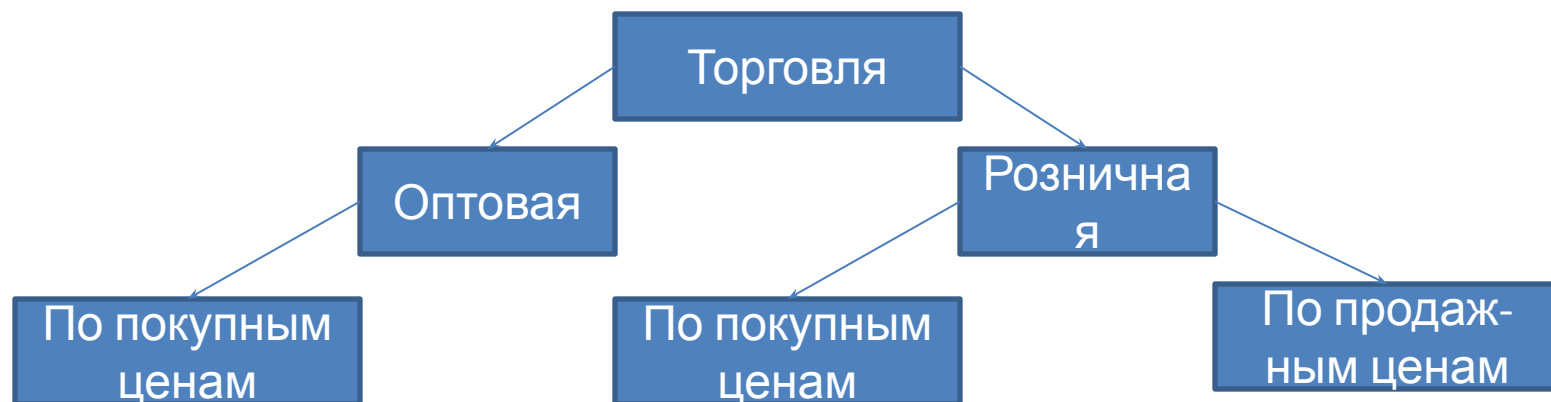 Торговля
Оптовая
Рознична
я
По покупным
ценам
По покупным
ценам
По продаж-
ным ценам